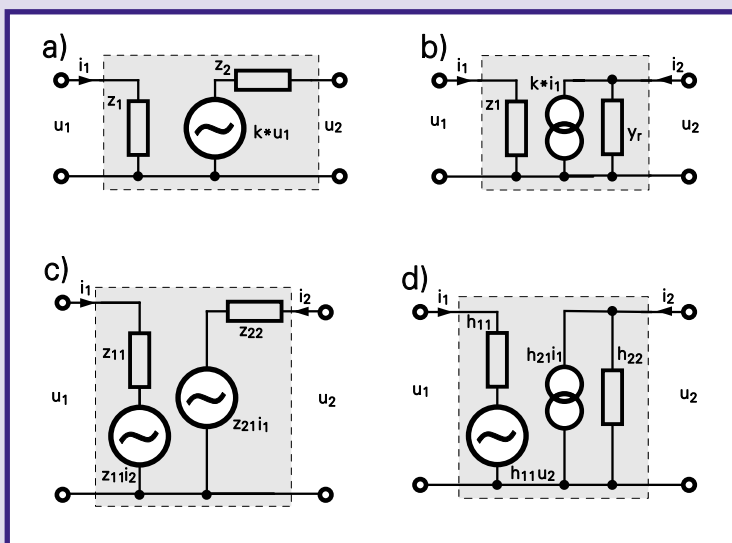 a)
i1
z2
z1
u1
k*u1
u2
b)
i1
k*i1
i2
z1
u1
yr
u2
c)
i1
i2
z22
z11
u1
u2
z21i1
z11i2
d)
i1
i2
h11
h21i1
h22
u1
u2
h11u2